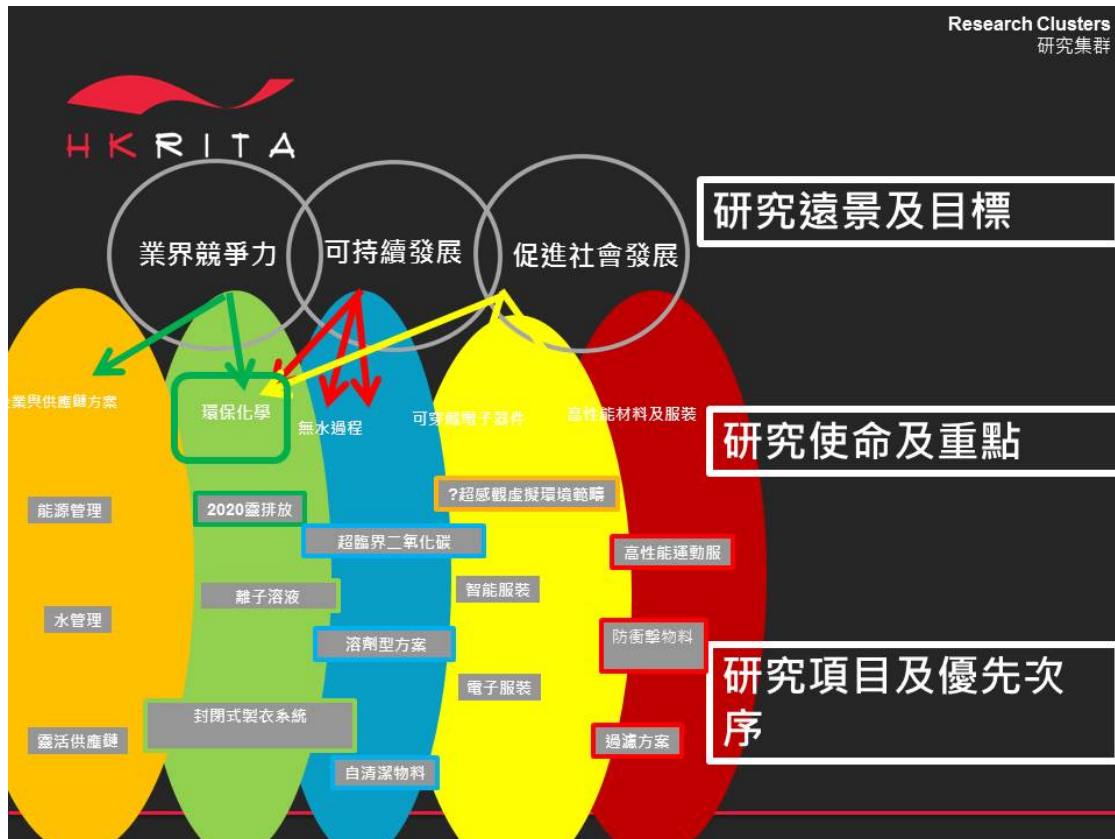 Research Clusters
研究集群
HKRITA
研究遠景及目標
業界競爭力
可持續發展
促進社會發展
業與供應鏈方案
環保化學
無水過程
可穿戴電子器件
高性能材料及服裝
研究使命及重點
能源管理
2020靈排放
?超感觀虛擬環境範疇
超臨界二氧化碳
高性能運動服
離子溶液
智能服裝
水管理
溶劑型方案
防衝擊物料
電子服裝
研究項目及優先次
序
封閉式製衣系統
靈活供應鏈
過濾方案
自清潔物料